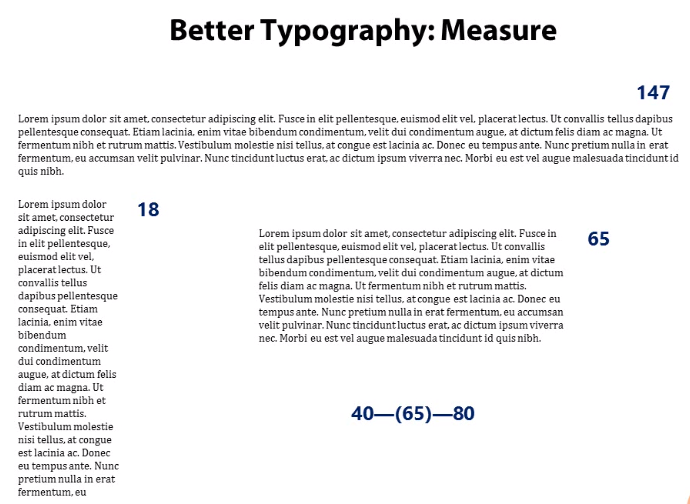 Better Typography: Measure
147
Lorem ipsum dolor sit amet, consectetur adipiscing elit. Fusce in elit pellentesque, euismod elit vel, placerat lectus. Ut convallis tellus dapibus
pellentesque consequat. Etiam lacinia, enim vitae bibendum condimentum, velit dui condimentum augue, at dictum felis diam ac magna. Ut
fermentum nibh et rutrum mattis. Vestibulum molestie nisi tellus, at congue est lacinia ac. Donec eu tempus ante. Nunc pretium nulla in erat
fermentum, eu accumsan velit pulvinar. Nunc tincidunt luctus erat, ac dictum ipsum viverra nec. Morbi eu est vel augue malesuada tincidunt id
quis nibh.
Lorem ipsum dolor
sit amet, consectetur
adipiscing elit. Fusce
in elit pellentesque,
euismod elit vel,
placerat lectus. Ut
convallis tellus
dapibus pellentesque
consequat. Etiam
lacinia, enim vitae
bibendum
condimentum, velit
dui condimentum
augue, at dictum felis
diam ac magna. Ut
fermentum nibh et
rutrum mattis.
Vestibulum molestie
nisi tellus, at congue
est lacinia ac. Donec
eu tempus ante. Nunc
pretium nulla in erat
fermentum, eu
18
Lorem ipsum dolor sit amet, consectetur adipiscing elit. Fusce in
elit pellentesque, euismod elit vel, placerat lectus. Ut convallis
tellus dapibus pellentesque consequat. Etiam lacinia, enim vitae
bibendum condimentum, velit dui condimentum augue, at dictum
felis diam ac magna. Ut fermentum nibh et rutrum mattis.
Vestibulum molestie nisi tellus, at congue est lacinia ac. Donec eu
tempus ante. Nunc pretium nulla in erat fermentum, eu accumsan
velit pulvinar. Nunc tincidunt luctus erat, ac dictum ipsum viverra
nec. Morbi eu est vel augue malesuada tincidunt id quis nibh.
65
40—(65)—80